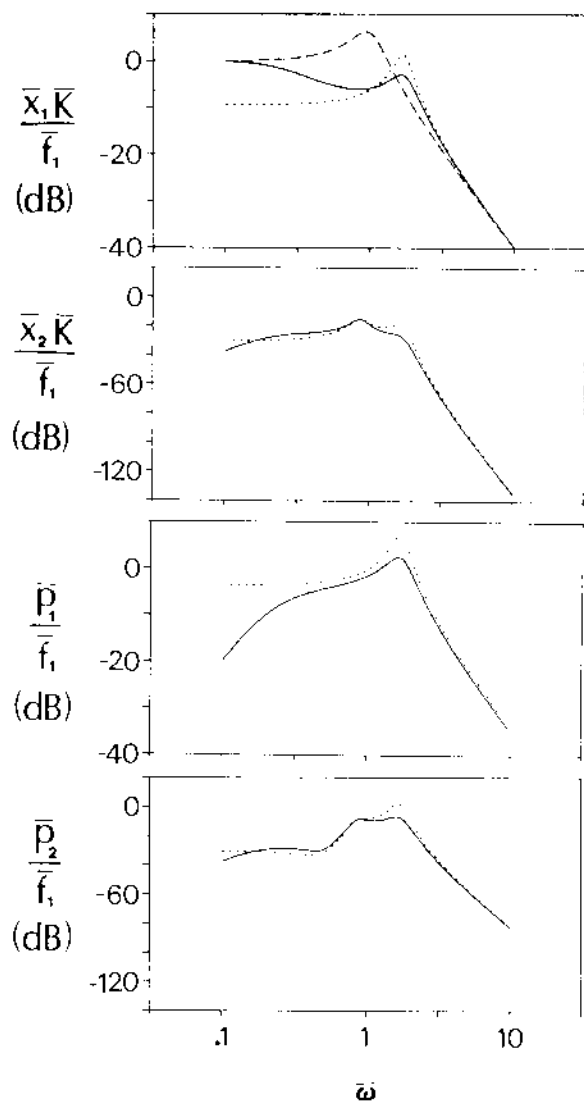 0
-20
-40
x̄₁K̄
f̄₁
(dB)
0
-60
-120
x̄₂K̄
f̄₁
(dB)
0
-20
-40
p̄₁
f̄₁
(dB)
0
-60
-120
p̄₂
f̄₁
(dB)
.1 1 10
ω̄